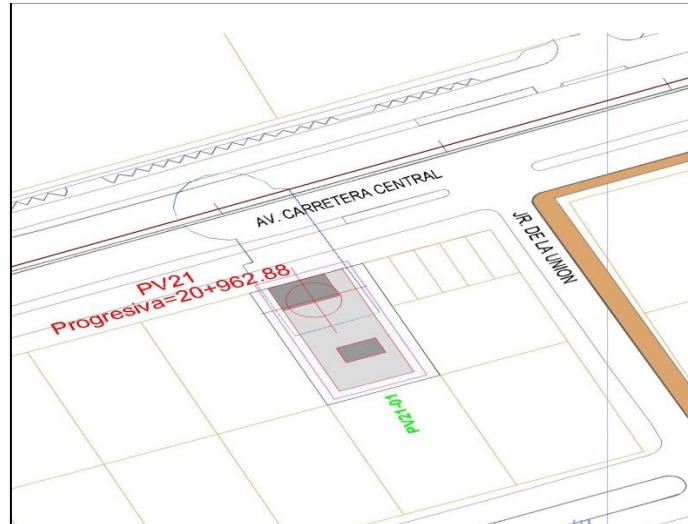 AV. CARRETERA CENTRAL
JR. DE LA UNION
PV21
Progresiva=20+962.88
PV21-01